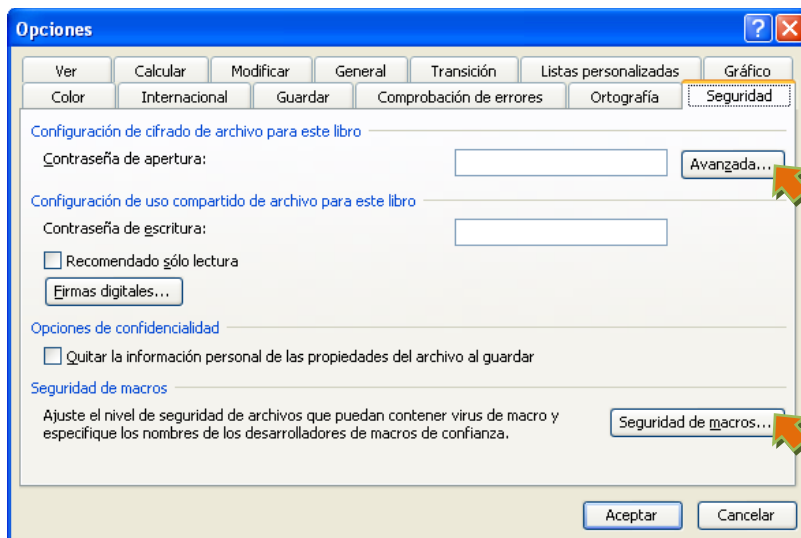 Opciones
Ver Calcular Modificar General Transición Listas personalizadas Gráfico
Color Internacional Guardar Comprobación de errores Ortografía Seguridad
Configuración de cifrado de archivo para este libro
Contraseña de apertura:
Avanzada...
Configuración de uso compartido de archivo para este libro
Contraseña de escritura:
Recomendado sólo lectura
Firmas digitales...
Opciones de confidencialidad
Quitar la información personal de las propiedades del archivo al guardar
Seguridad de macros
Ajuste el nivel de seguridad de archivos que puedan contener virus de macro y
especifique los nombres de los desarrolladores de macros de confianza.
Seguridad de macros...
Aceptar Cancelar